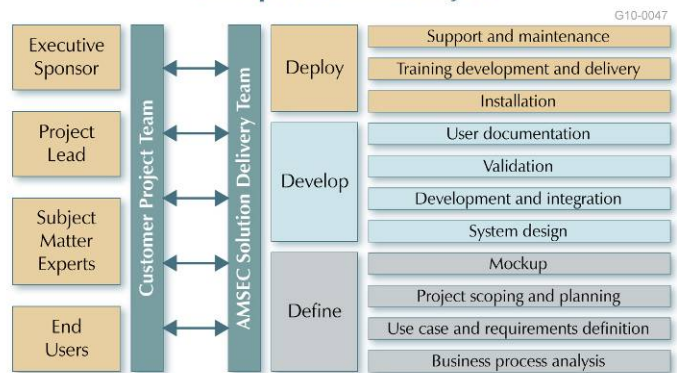 G10-0047
Executive
Sponsor
Project
Lead
Subject
Matter
Experts
End
Users
Customer Project Team
AMSEC Solution Delivery Team
Deploy
Support and maintenance
Training development and delivery
Installation
Develop
User documentation
Validation
Development and integration
System design
Define
Mockup
Project scoping and planning
Use case and requirements definition
Business process analysis